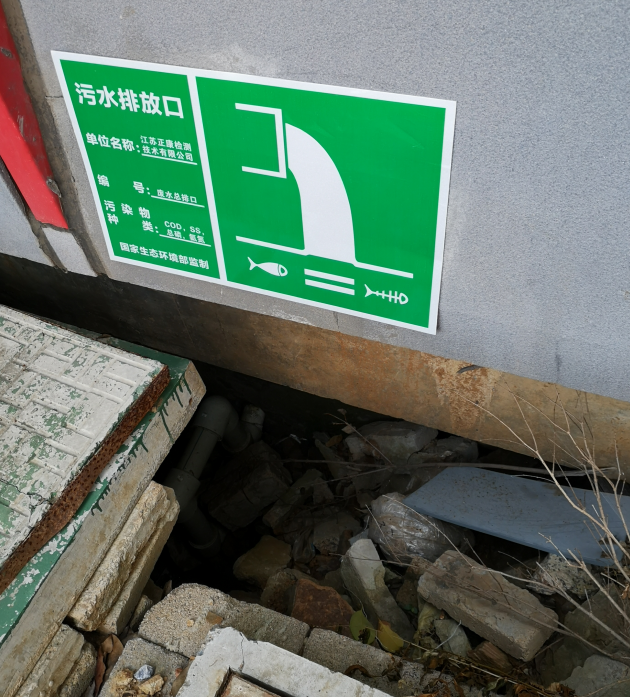 污水排放口
单位名称：江苏正康检测
技术有限公司
编 号：废水总排口
污染物
种 类：COD、SS、
总磷、氨氮
国家生态环境部监制